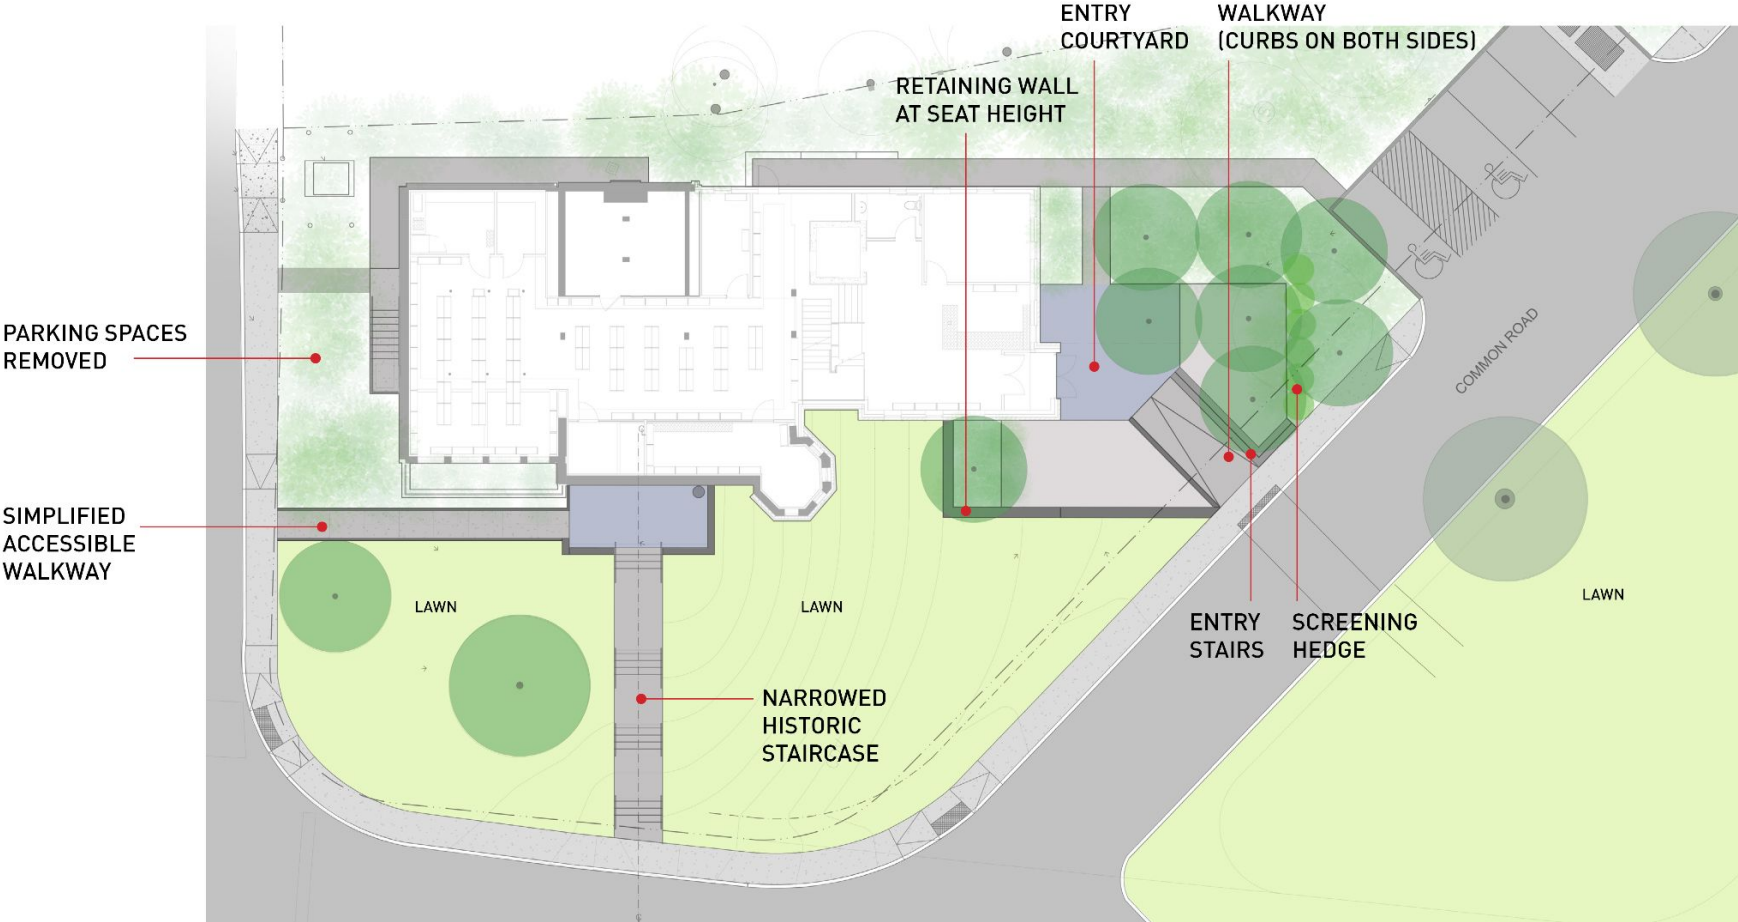 ENTRY
COURTYARD
WALKWAY
(CURBS ON BOTH SIDES)
RETAINING WALL
AT SEAT HEIGHT
PARKING SPACES
REMOVED
COMMON ROAD
SIMPLIFIED
ACCESSIBLE
WALKWAY
LAWN
LAWN
LAWN
ENTRY
STAIRS
SCREENING
HEDGE
NARROWED
HISTORIC
STAIRCASE